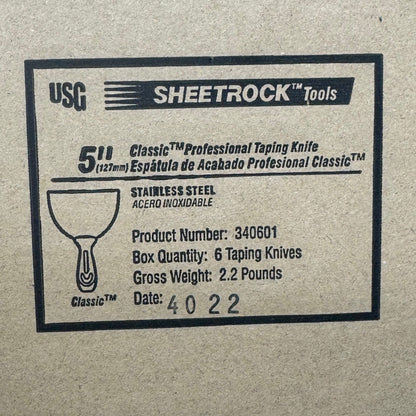 USG SHEETROCK™ Tools
5" Classic™ Professional Taping Knife
(127mm) Espátula de Acabado Profesional Classic™
STAINLESS STEEL
ACERO INOXIDABLE
Product Number: 340601
Box Quantity: 6 Taping Knives
Gross Weight: 2.2 Pounds
Classic™ Date: 4022